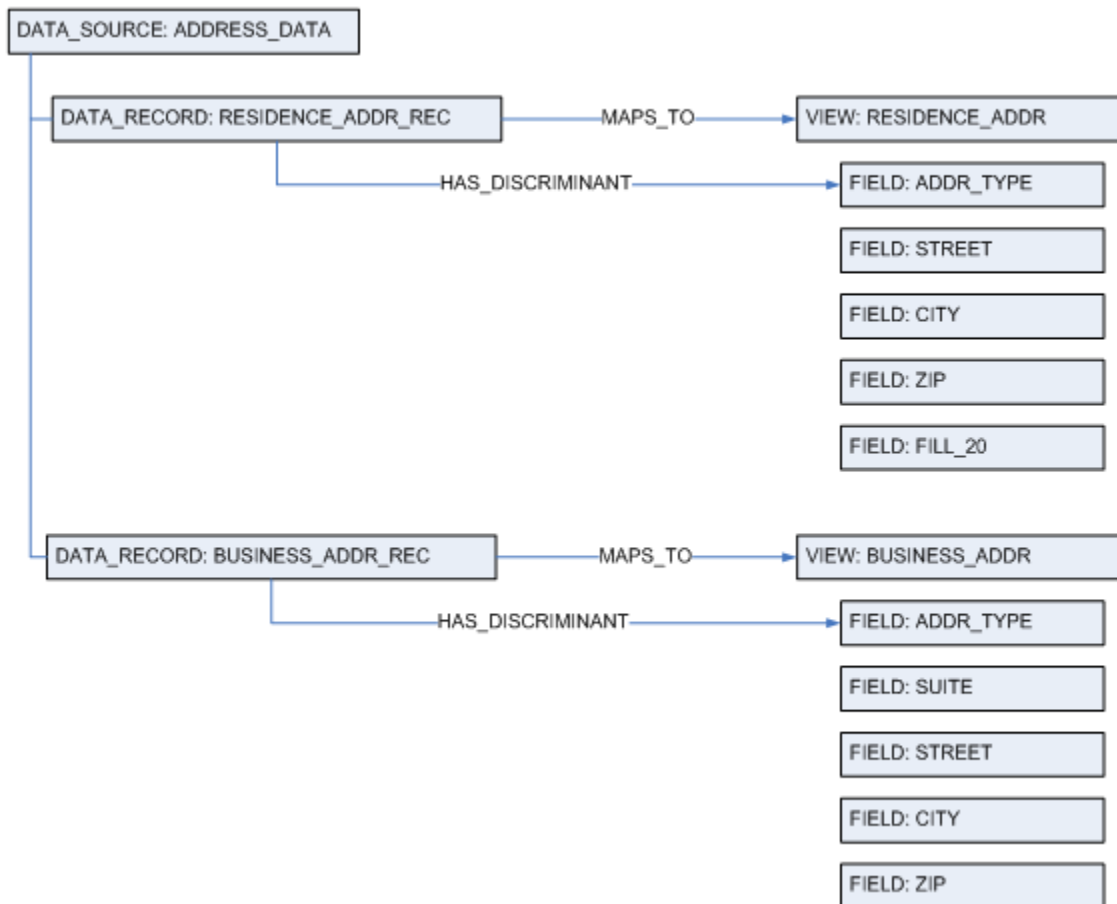 DATA_SOURCE: ADDRESS_DATA
DATA_RECORD: RESIDENCE_ADDR_REC
MAPS_TO
VIEW: RESIDENCE_ADDR
HAS_DISCRIMINANT
FIELD: ADDR_TYPE
FIELD: STREET
FIELD: CITY
FIELD: ZIP
FIELD: FILL_20
DATA_RECORD: BUSINESS_ADDR_REC
MAPS_TO
VIEW: BUSINESS_ADDR
HAS_DISCRIMINANT
FIELD: ADDR_TYPE
FIELD: SUITE
FIELD: STREET
FIELD: CITY
FIELD: ZIP